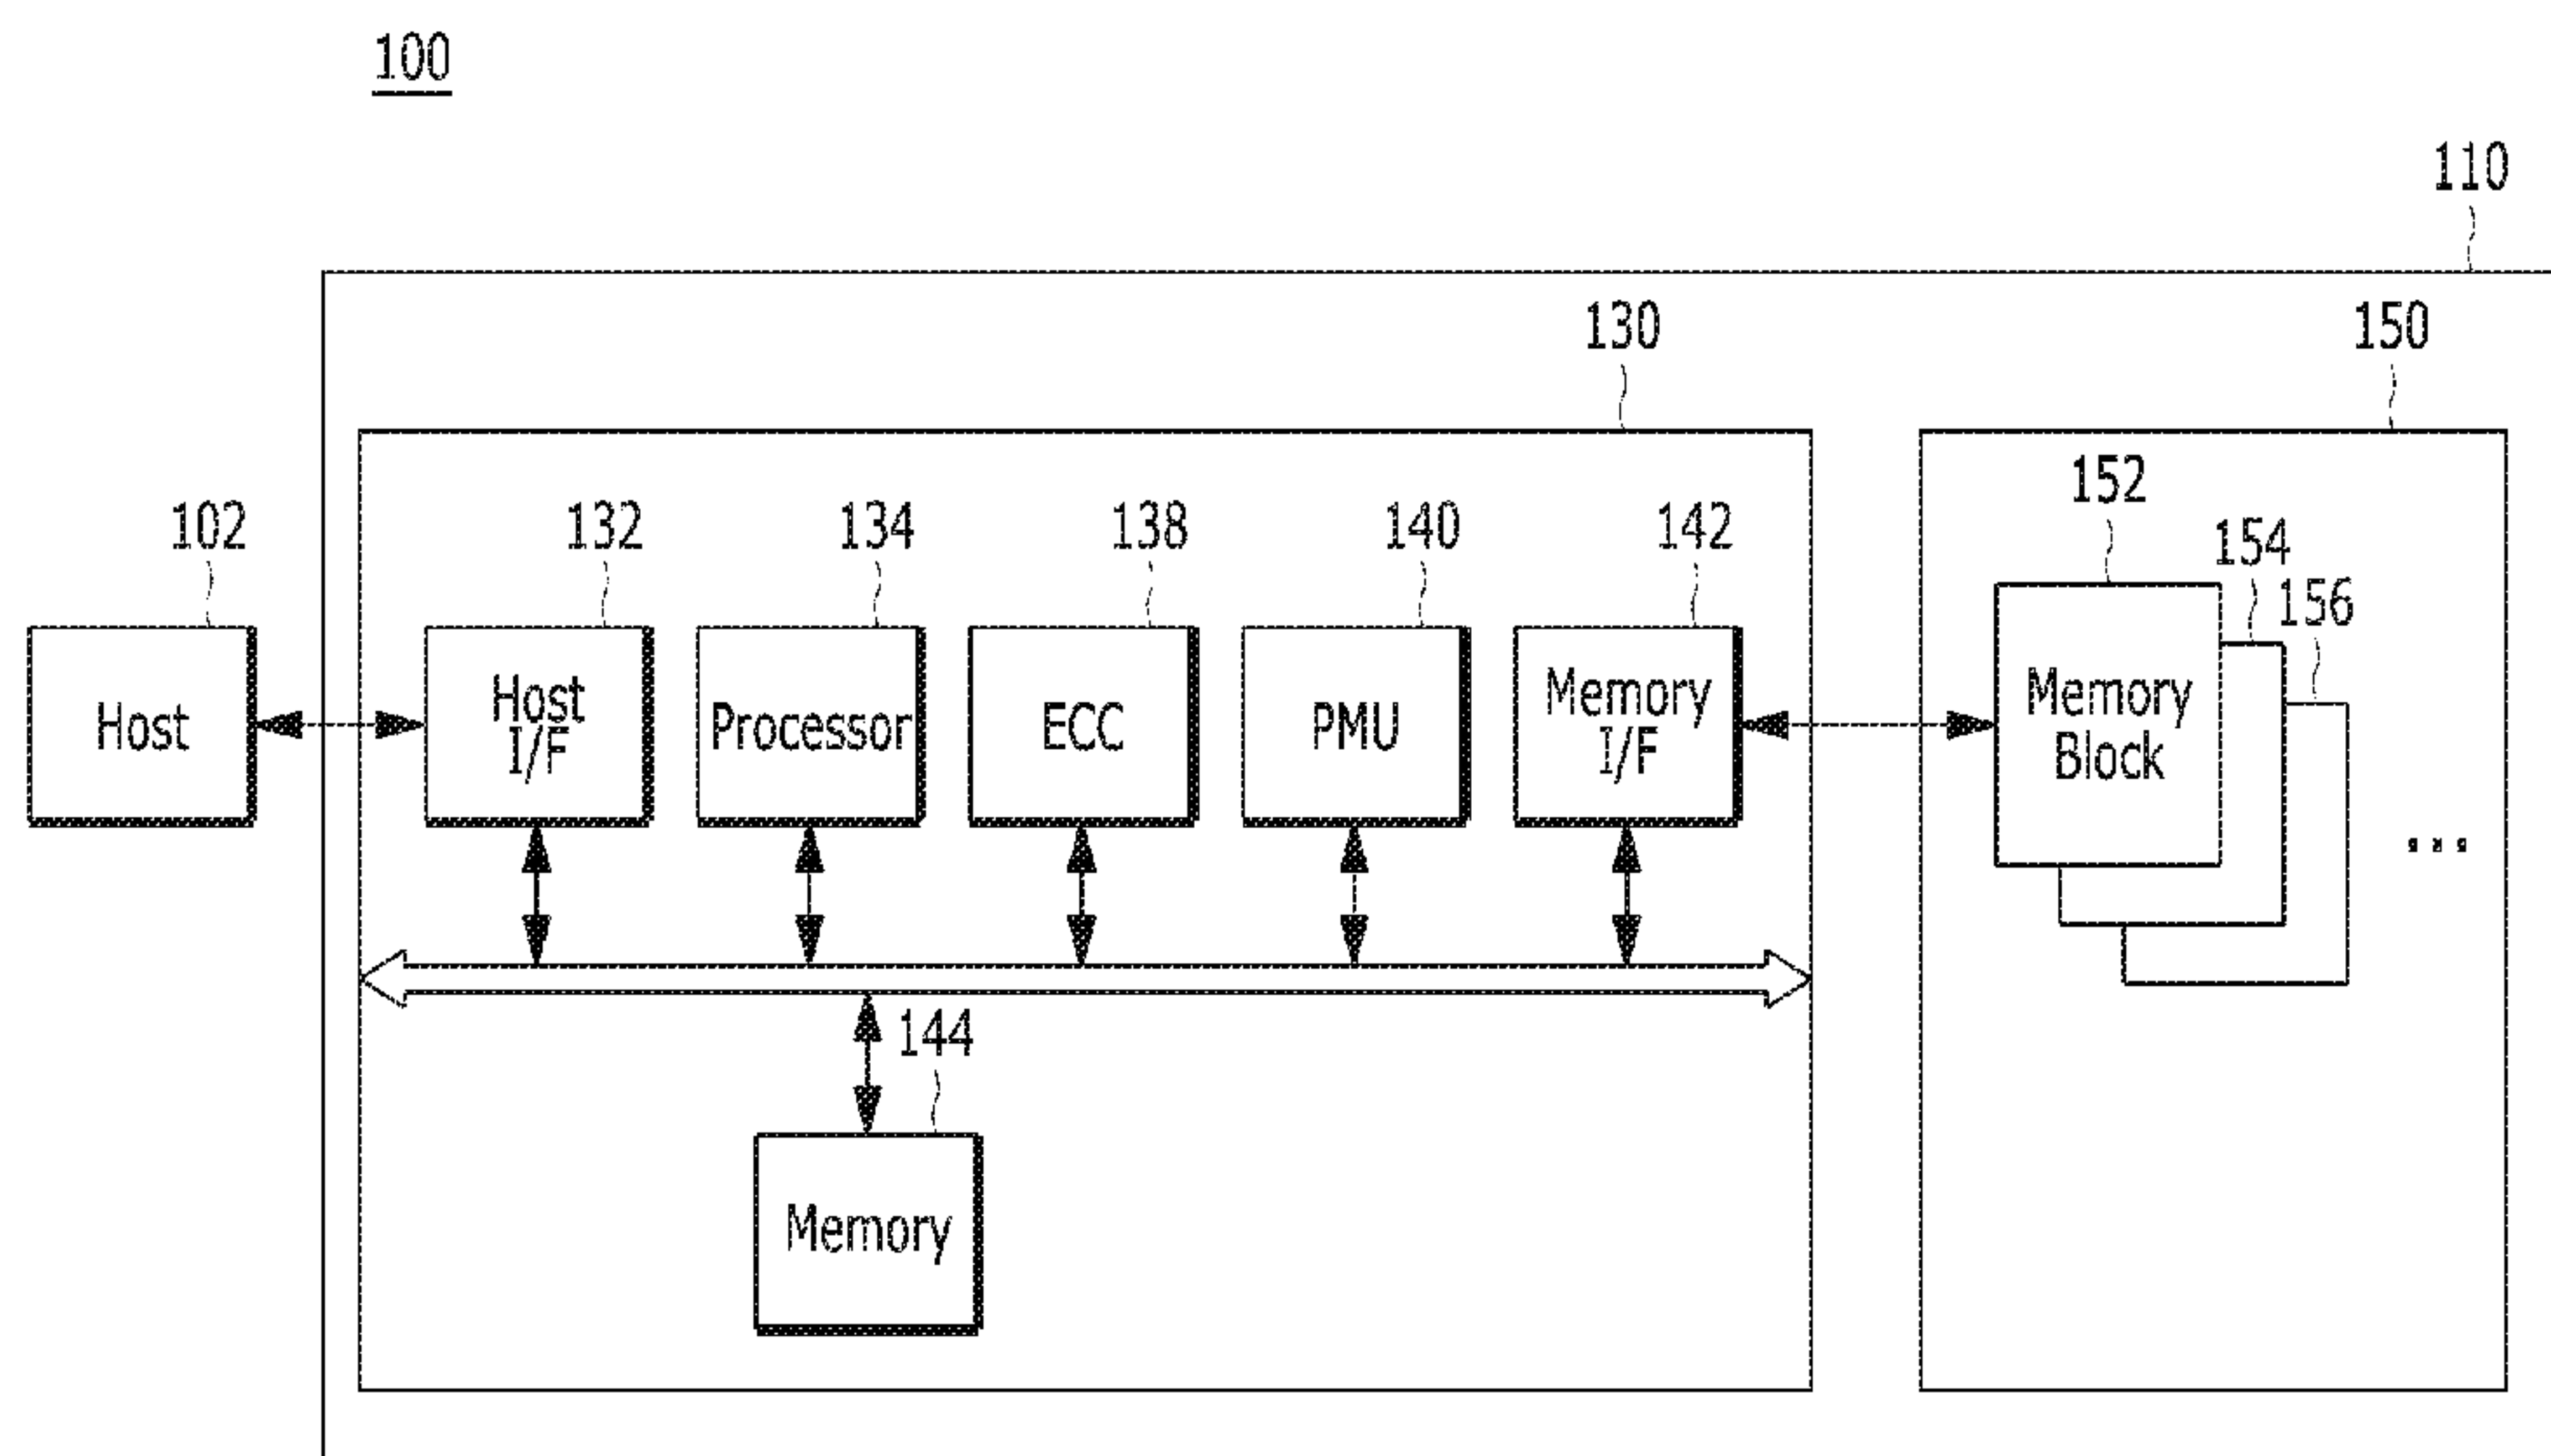 100
110
130
150
152
102
132
134
138
140
142
154
156
Host
Host
I/F
Processor
ECC
PMU
Memory
I/F
Memory
Block
...
144
Memory